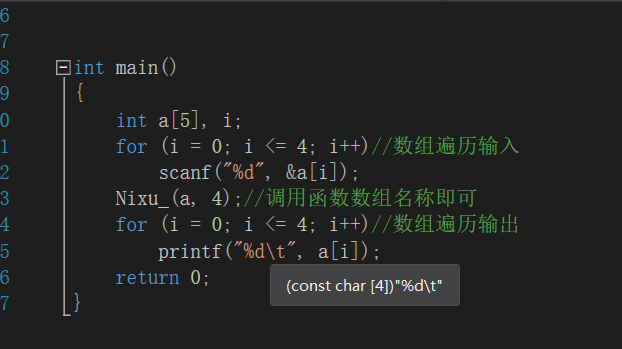 6
7
8 int main()
9 {
0 int a[5], i;
1 for (i = 0; i <= 4; i++)//数组遍历输入
2 scanf("%d", &a[i]);
3 Nixu_(a, 4);//调用函数数组名称即可
4 for (i = 0; i <= 4; i++)//数组遍历输出
5 printf("%d\t", a[i]);
6 return 0;
(const char [4])"%d\t"
7 }